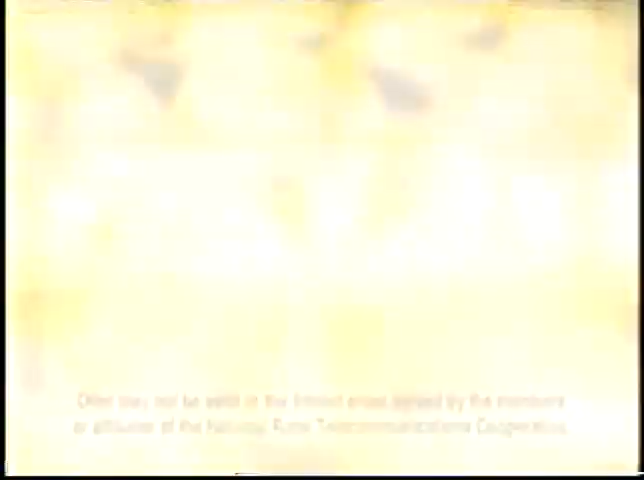 Offer may not be valid in the limited areas served by the members
or affiliates of the National Rural Telecommunications Cooperative.